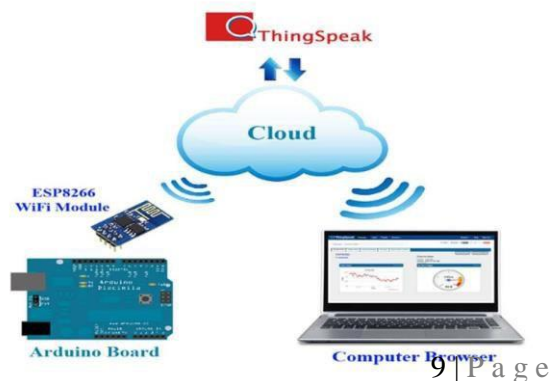 ThingSpeak
Cloud
ESP8266
WiFi Module
Arduino Board
Computer Browser
9 | P a g e